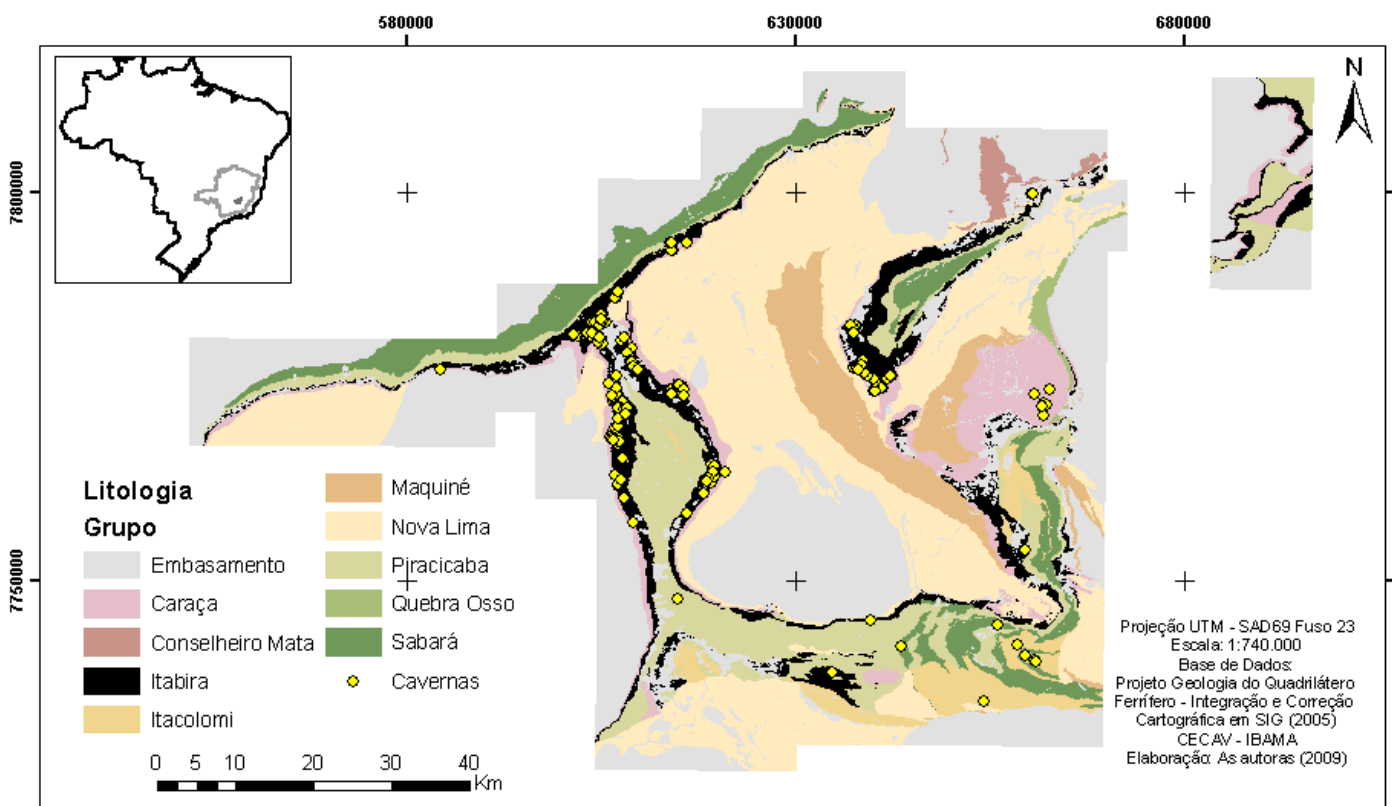 580000
630000
680000
N
7800000
7750000
Litologia
Grupo
Embasamento
Caraça
Conselheiro Mata
Itabira
Itacolomi
Maquiné
Nova Lima
Piracicaba
Quebra Osso
Sabará
Cavernas
0 5 10 20 30 40
Km
Projeção UTM - SAD69 Fuso 23
Escala: 1:740.000
Base de Dados:
Projeto Geologia do Quadrilátero
Ferrífero - Integração e Correção
Cartográfica em SIG (2005)
CECAV - IBAMA
Elaboração: As autoras (2009)